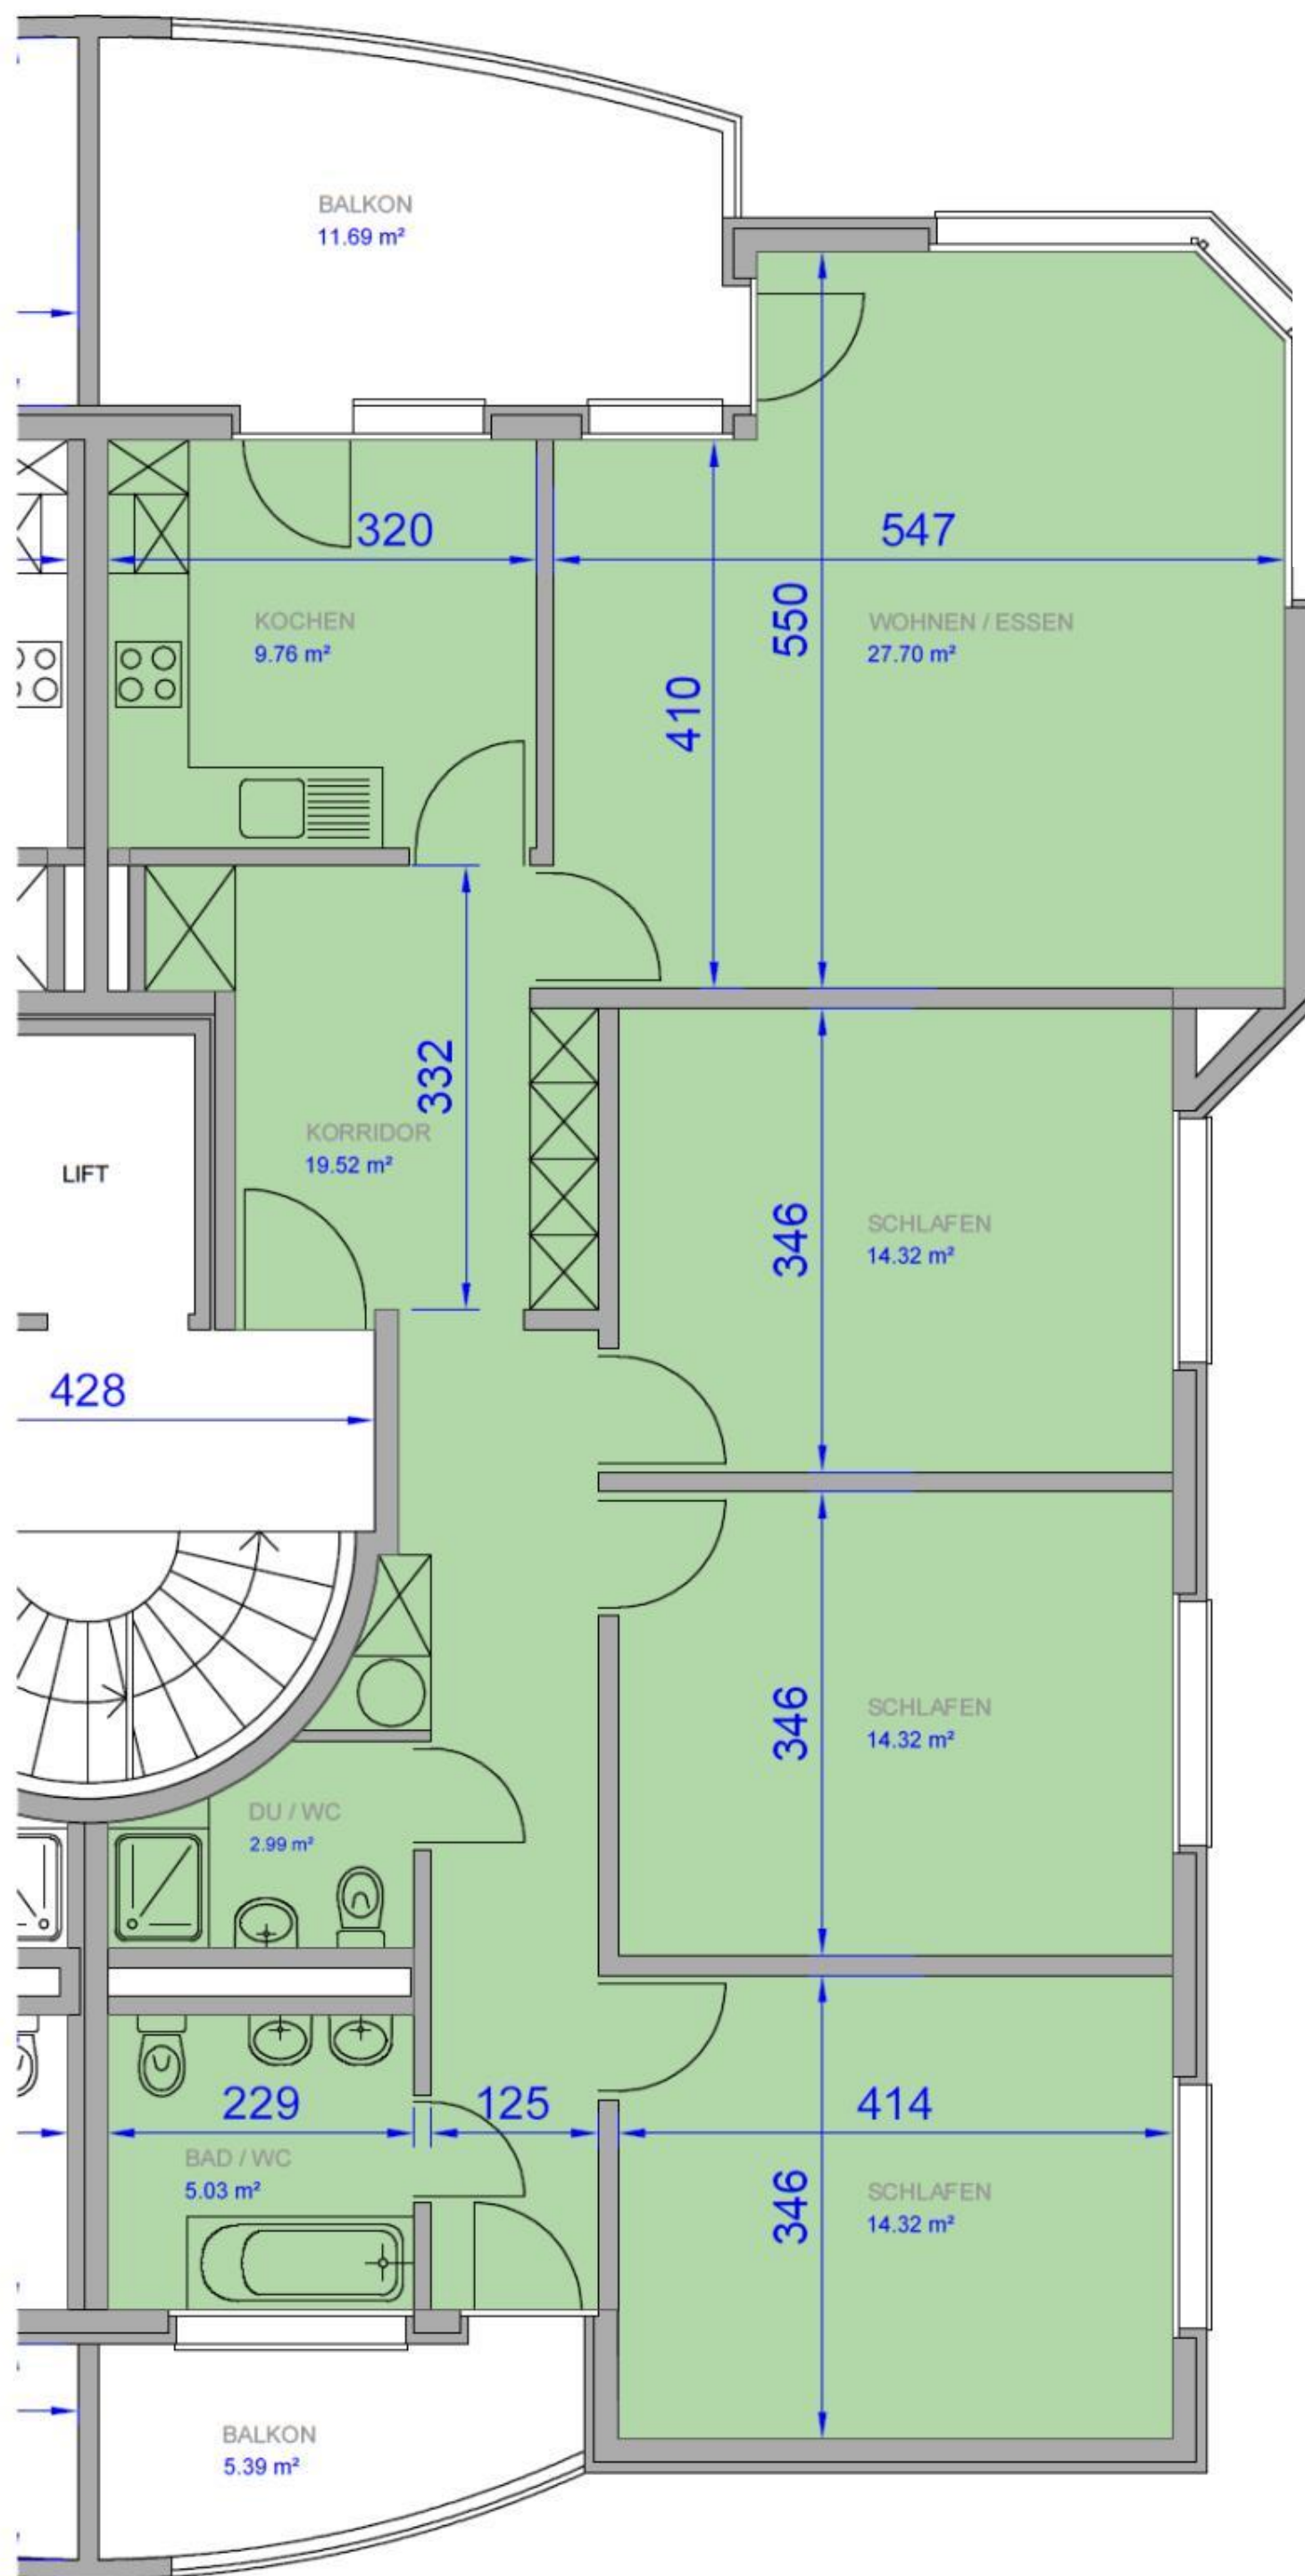 BALKON
11.69 m²
320
547
KOCHEN
9.76 m²
550
WOHNEN / ESSEN
27.70 m²
410
332
KORRIDOR
19.52 m²
LIFT
346
SCHLAFEN
14.32 m²
428
346
SCHLAFEN
14.32 m²
DU / WC
2.99 m²
229
125
414
BAD / WC
5.03 m²
346
SCHLAFEN
14.32 m²
BALKON
5.39 m²